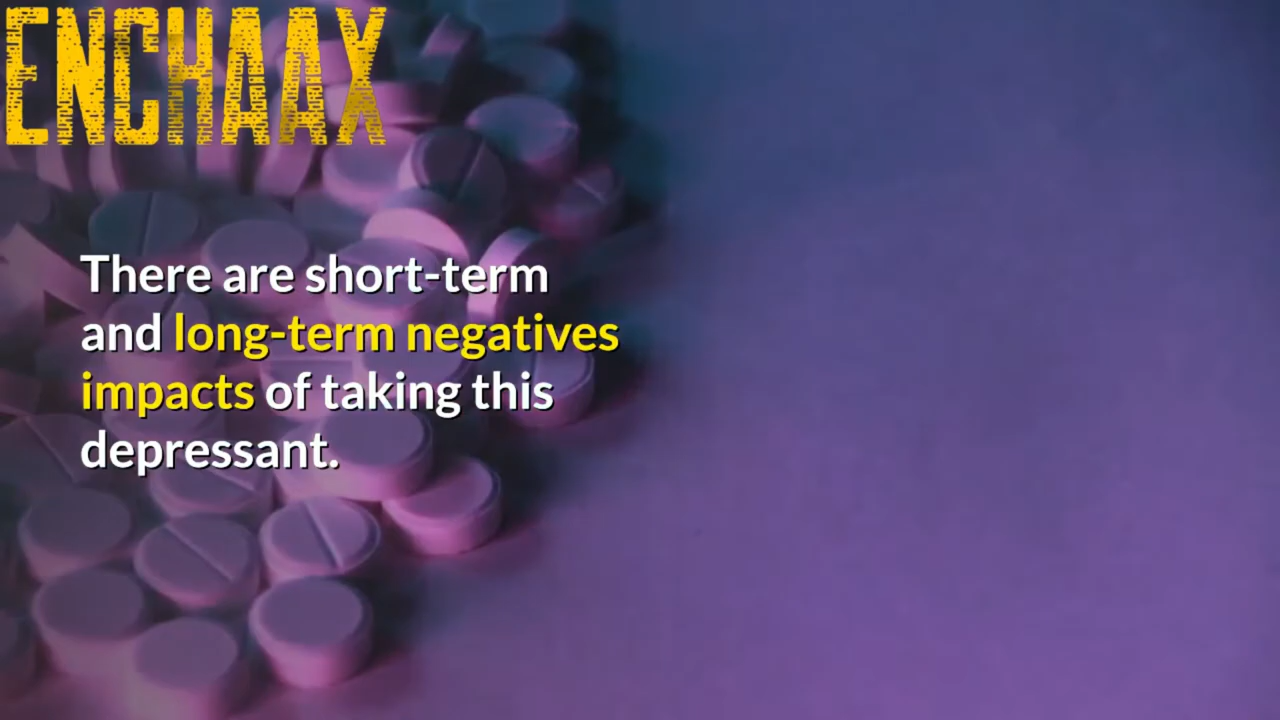 ENCHAAX
There are short-term
and long-term negatives
impacts of taking this
depressant.